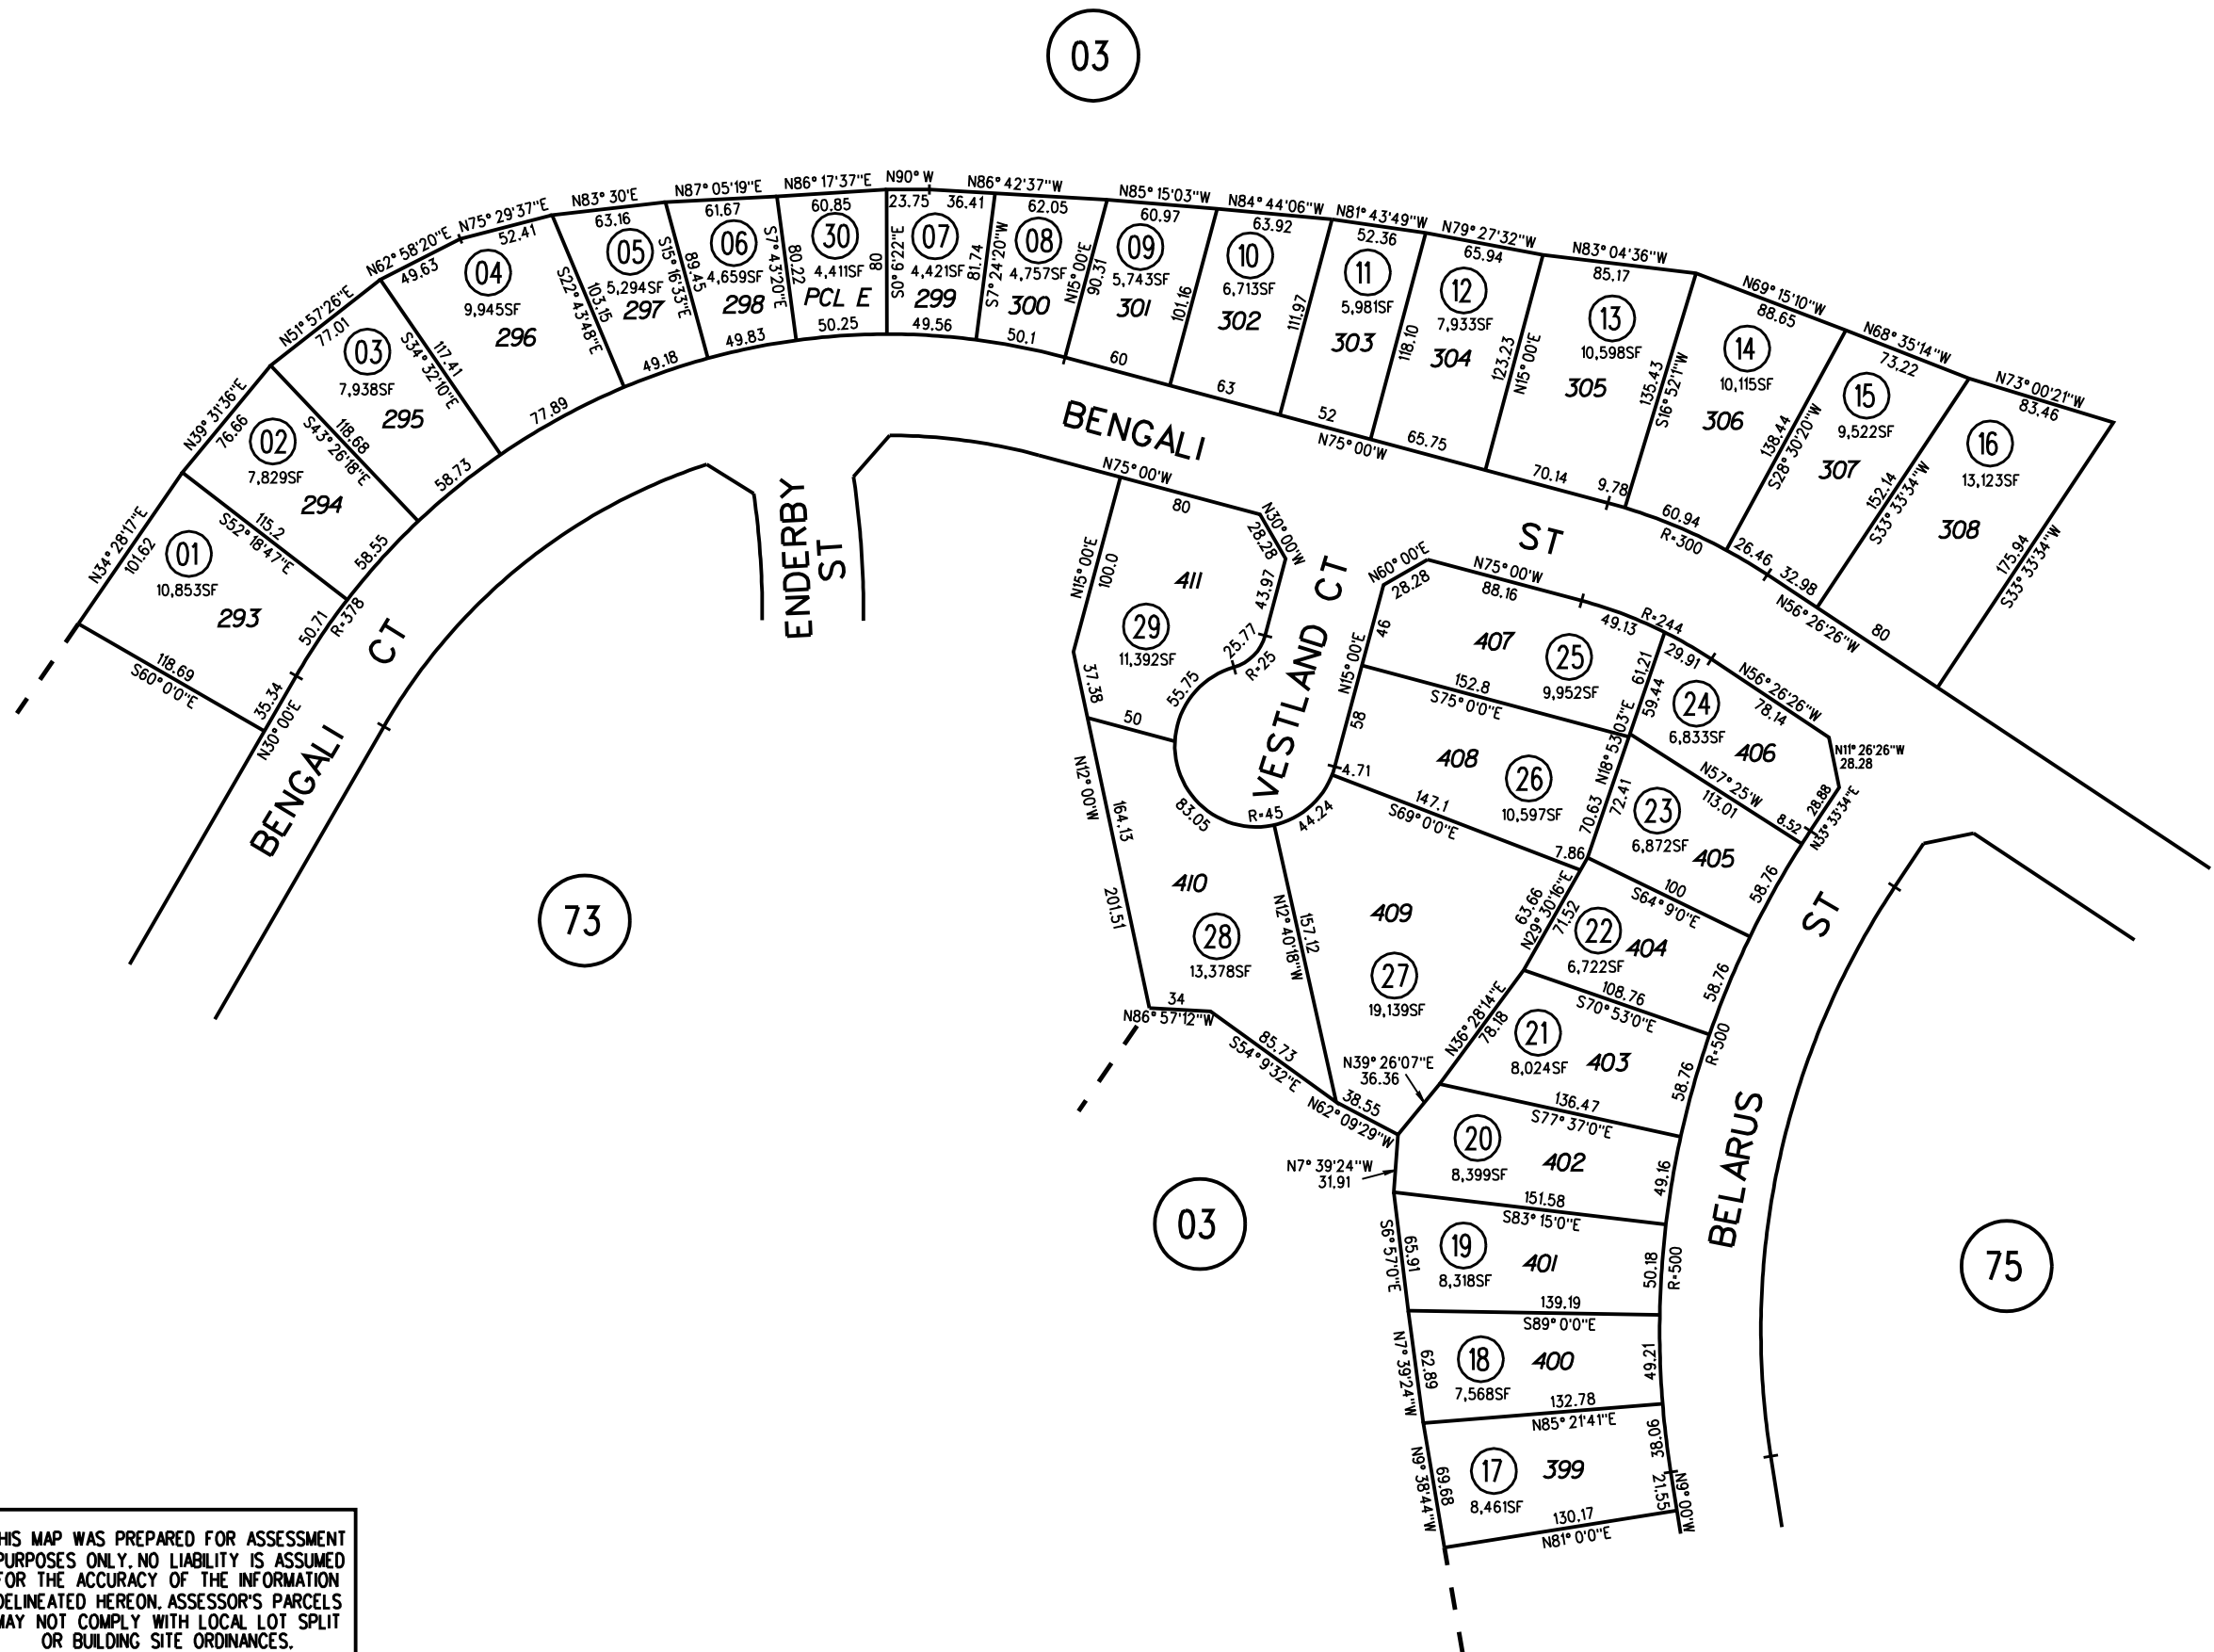 03
N34° 28'17"E
101.62
01
10,853SF
293
118.69
S60° 0'0"E
35.34
N30° 00'E
50.71
R=378
115.2
S52° 18'47"E
N39° 31'36"E
76.66
02
7,829SF
294
58.55
118.68
S43° 26'18"E
N51° 57'26"E
77.01
03
7,938SF
295
58.73
117.41
S34° 32'10"E
N62° 58'20"E
49.63
N75° 29'37"E
52.41
04
9,945SF
296
77.89
103.15
S22° 43'48"E
N83° 30'E
63.16
05
5,294SF
297
49.18
89.45
S15° 16'33"E
N87° 05'19"E
61.67
06
4,659SF
298
49.83
80.22
S7° 43'20"E
N86° 17'37"E
60.85
30
4,411SF
PCL E
50.25
80
S0° 6'22"E
N90° W
23.75
36.41
07
4,421SF
299
49.56
81.74
S7° 24'20"W
N86° 42'37"W
62.05
08
4,757SF
300
50.1
N15° 00'E
90.31
N85° 15'03"W
60.97
09
5,743SF
301
60
101.16
N84° 44'06"W
63.92
10
6,713SF
302
63
111.97
N81° 43'49"W
52.36
11
5,981SF
303
52
N75° 00'W
118.10
N79° 27'32"W
65.94
12
7,933SF
304
65.75
123.23
N15° 00'E
N83° 04'36"W
85.17
13
10,598SF
305
70.14
9.78
135.43
S16° 52'1"W
N69° 15'10"W
88.65
14
10,115SF
306
60.94
R=300
26.46
138.44
S28° 30'20"W
N68° 35'14"W
73.22
15
9,522SF
307
32.98
N56° 26'26"W
152.14
S33° 33'34"W
N73° 00'21"W
83.46
16
13,123SF
308
80
175.94
S33° 33'34"W
BENGALI
ST
BENGALI
CT
ENDERBY
ST
VESTLAND CT
BELARUS
ST
73
N75° 00'W
80
N30° 00'W
28.28
43.97
25.77
R=25
55.75
N15° 00'E
100.0
411
29
11,392SF
37.38
50
N12° 00'W
164.13
201.51
83.05
R=45
44.24
410
28
13,378SF
34
N86° 57'12"W
85.73
S54° 9'32"E
N12° 40'18"W
157.12
409
27
19,139SF
38.55
N62° 09'29"W
N39° 26'07"E
36.36
N60° 00'E
28.28
N75° 00'W
88.16
49.13
R=244
29.91
407
25
9,952SF
46
N15° 00'E
58
4.71
152.8
S75° 0'0"E
61.21
59.44
N18° 53'03"E
408
26
10,597SF
147.1
S69° 0'0"E
70.63
72.41
7.86
N56° 26'26"W
78.14
24
6,833SF
406
N11° 26'26"W
28.28
28.88
N33° 33'34"E
8.52
N57° 25'W
113.01
23
6,872SF
405
58.76
100
S64° 9'0"E
63.66
N29° 30'16"E
71.52
22
6,722SF
404
58.76
108.76
S70° 53'0"E
R=500
N36° 28'14"E
78.18
21
8,024SF
403
58.76
136.47
S77° 37'0"E
20
8,399SF
402
49.16
N7° 39'24"W
31.91
151.58
S83° 15'0"E
03
S6° 57'0"E
65.91
19
8,318SF
401
50.18
R=500
139.19
S89° 0'0"E
75
N7° 39'24"W
62.89
18
7,568SF
400
49.21
132.78
N85° 21'41"E
N9° 38'44"W
69.68
17
8,461SF
399
38.06
21.55
N9° 00'W
130.17
N81° 0'0"E
HIS MAP WAS PREPARED FOR ASSESSMENT
PURPOSES ONLY. NO LIABILITY IS ASSUMED
FOR THE ACCURACY OF THE INFORMATION
DELINEATED HEREON. ASSESSOR'S PARCELS
MAY NOT COMPLY WITH LOCAL LOT SPLIT
OR BUILDING SITE ORDINANCES.